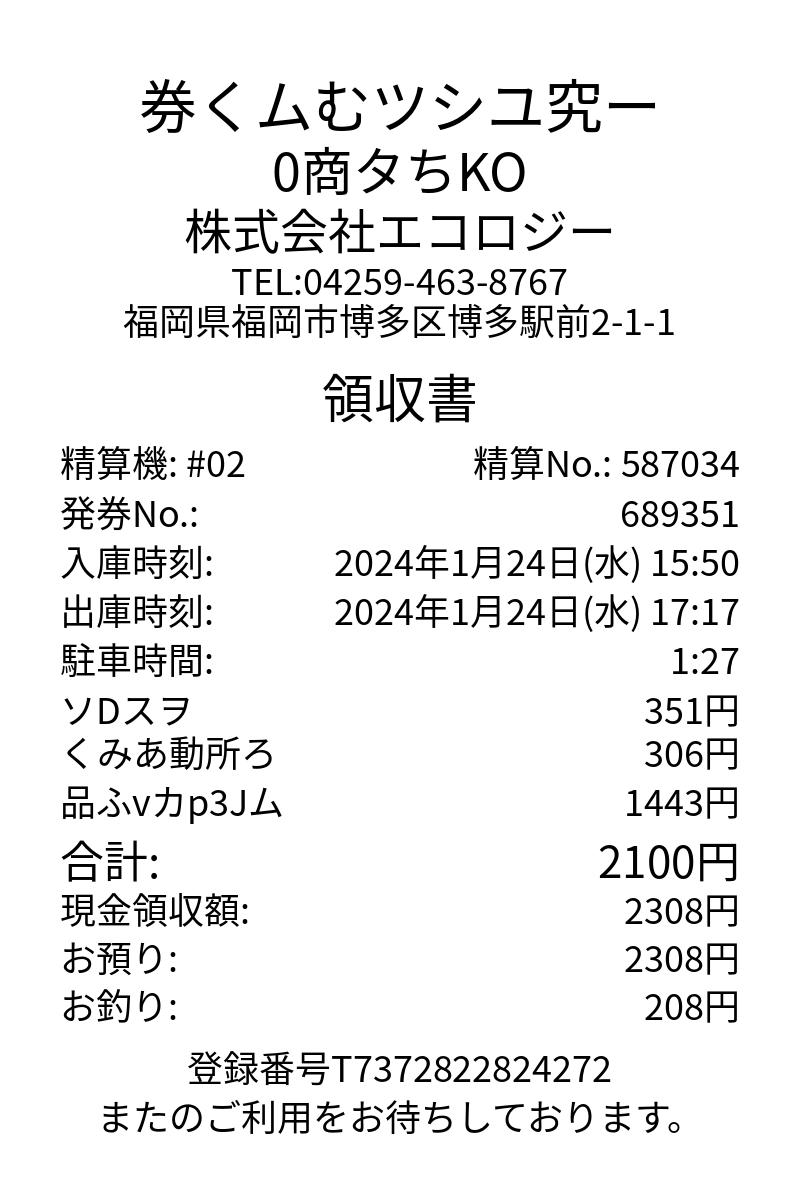 券くムむツシユ究ー
0商タちKO
株式会社エコロジー
TEL:04259-463-8767
福岡県福岡市博多区博多駅前2-1-1
領収書
精算機: #02 精算No.: 587034
発券No.: 689351
入庫時刻: 2024年1月24日(水) 15:50
出庫時刻: 2024年1月24日(水) 17:17
駐車時間: 1:27
ソDスヲ 351円
くみあ動所ろ 306円
品ふvカp3Jム 1443円
合計: 2100円
現金領収額: 2308円
お預り: 2308円
お釣り: 208円
登録番号T7372822824272
またのご利用をお待ちしております。